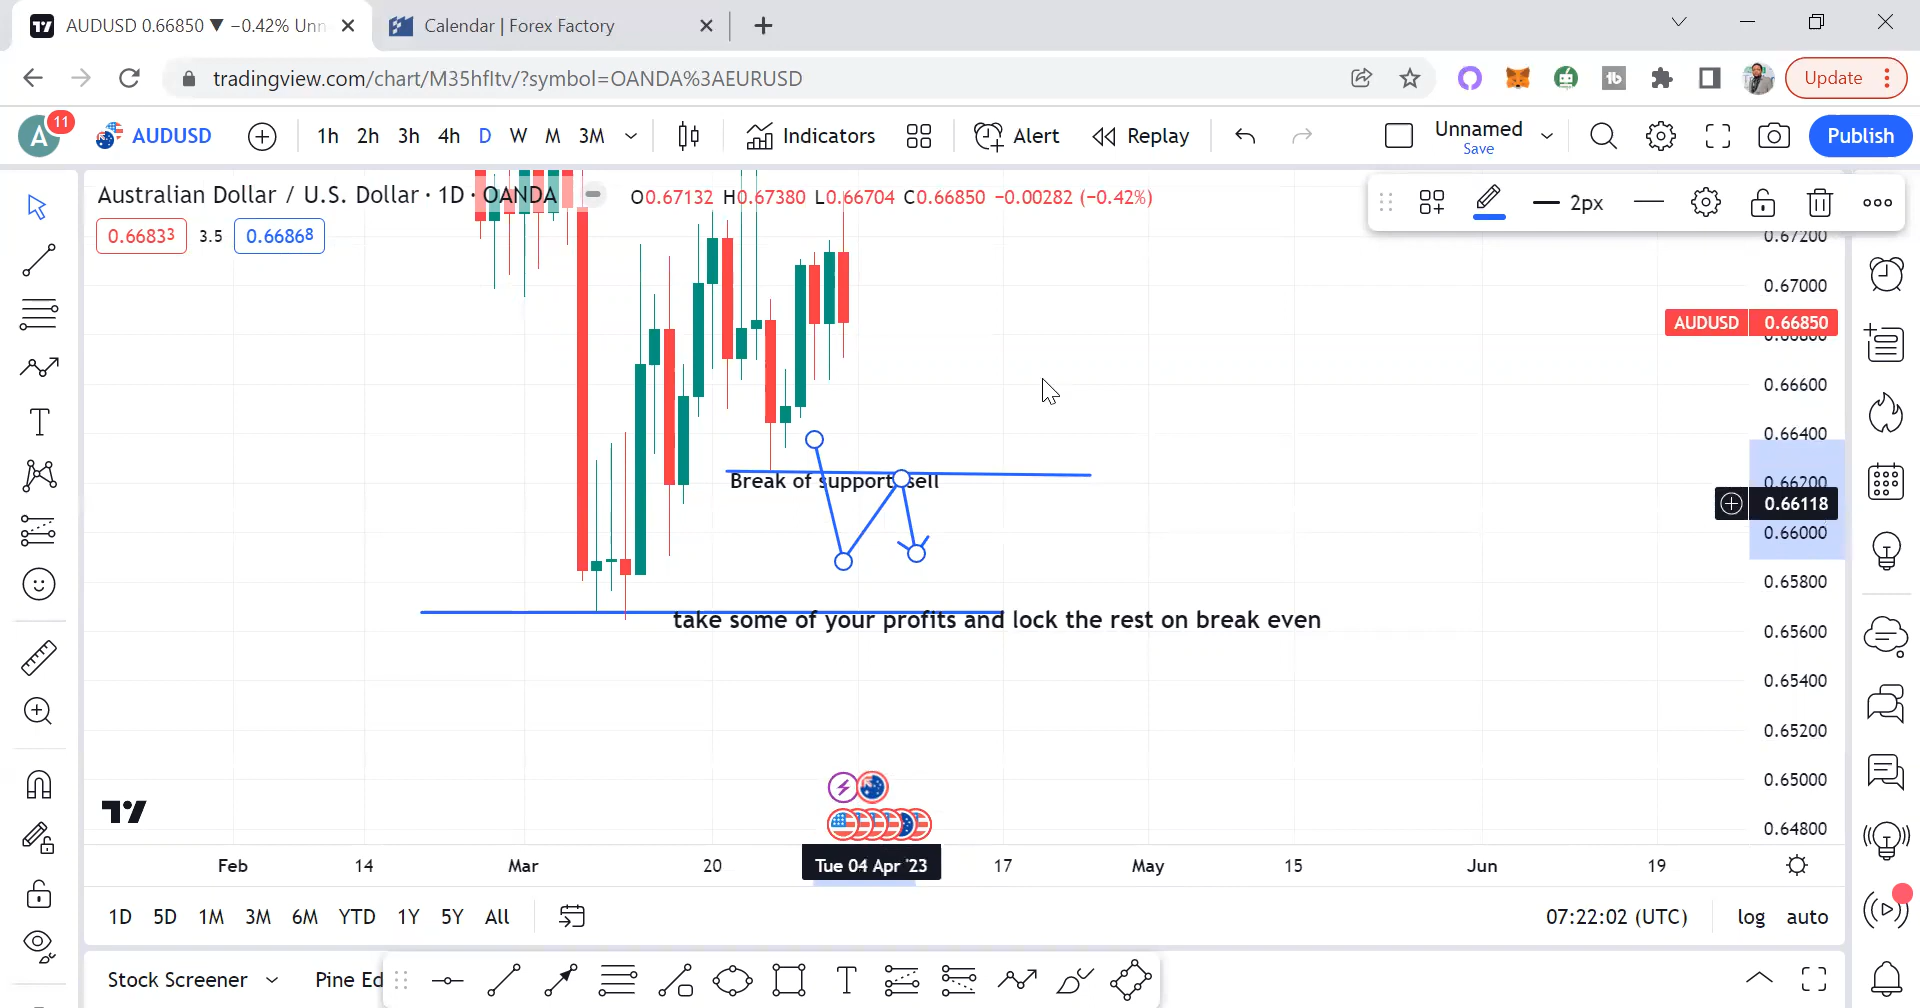 AUDUSD 0.66850 ▼ −0.42% Unn
Calendar | Forex Factory
tradingview.com/chart/M35hfItv/?symbol=OANDA%3AEURUSD
Update
A
11
AUDUSD
1h 2h 3h 4h D W M 3M
Indicators
Alert
Replay
Unnamed
Save
Publish
Australian Dollar / U.S. Dollar · 1D · OANDA
O0.67132 H0.67380 L0.66704 C0.66850 −0.00282 (−0.42%)
2px
0.66833 3.5 0.66868
0.67200
0.67000
AUDUSD 0.66850
0.66800
0.66600
0.66400
0.66200
0.66118
0.66000
0.65800
0.65600
0.65400
0.65200
0.65000
0.64800
Break of support sell
take some of your profits and lock the rest on break even
Feb 14 Mar 20 Tue 04 Apr '23 17 May 15 Jun 19
1D 5D 1M 3M 6M YTD 1Y 5Y All
07:22:02 (UTC) log auto
Stock Screener
Pine Ed